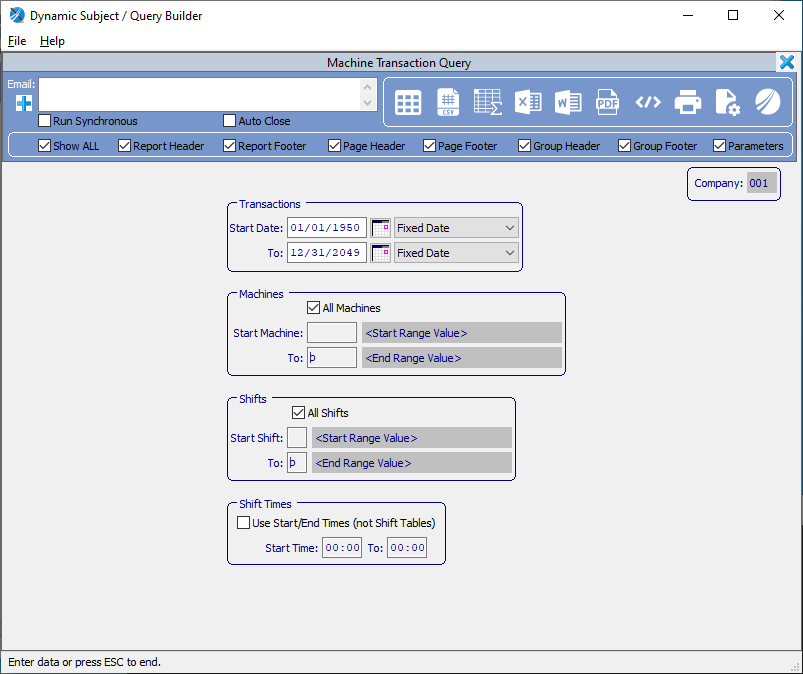 Dynamic Subject / Query Builder
File Help
Machine Transaction Query
Email:
CSV
X
W
PDF
</>
Run Synchronous Auto Close
Show ALL Report Header Report Footer Page Header Page Footer Group Header Group Footer Parameters
Company: 001
Transactions
Start Date: 01/01/1950 Fixed Date
To: 12/31/2049 Fixed Date
Machines
All Machines
Start Machine: <Start Range Value>
To: þ <End Range Value>
Shifts
All Shifts
Start Shift: <Start Range Value>
To: þ <End Range Value>
Shift Times
Use Start/End Times (not Shift Tables)
Start Time: 00:00 To: 00:00
Enter data or press ESC to end.